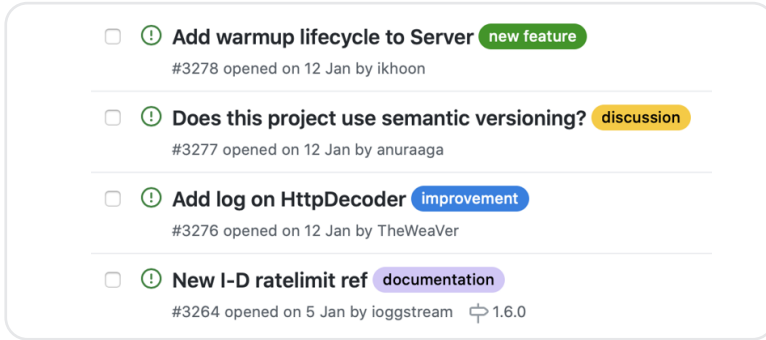 Add warmup lifecycle to Server new feature
#3278 opened on 12 Jan by ikhoon
Does this project use semantic versioning? discussion
#3277 opened on 12 Jan by anuraaga
Add log on HttpDecoder improvement
#3276 opened on 12 Jan by TheWeaVer
New I-D ratelimit ref documentation
#3264 opened on 5 Jan by ioggstream 1.6.0